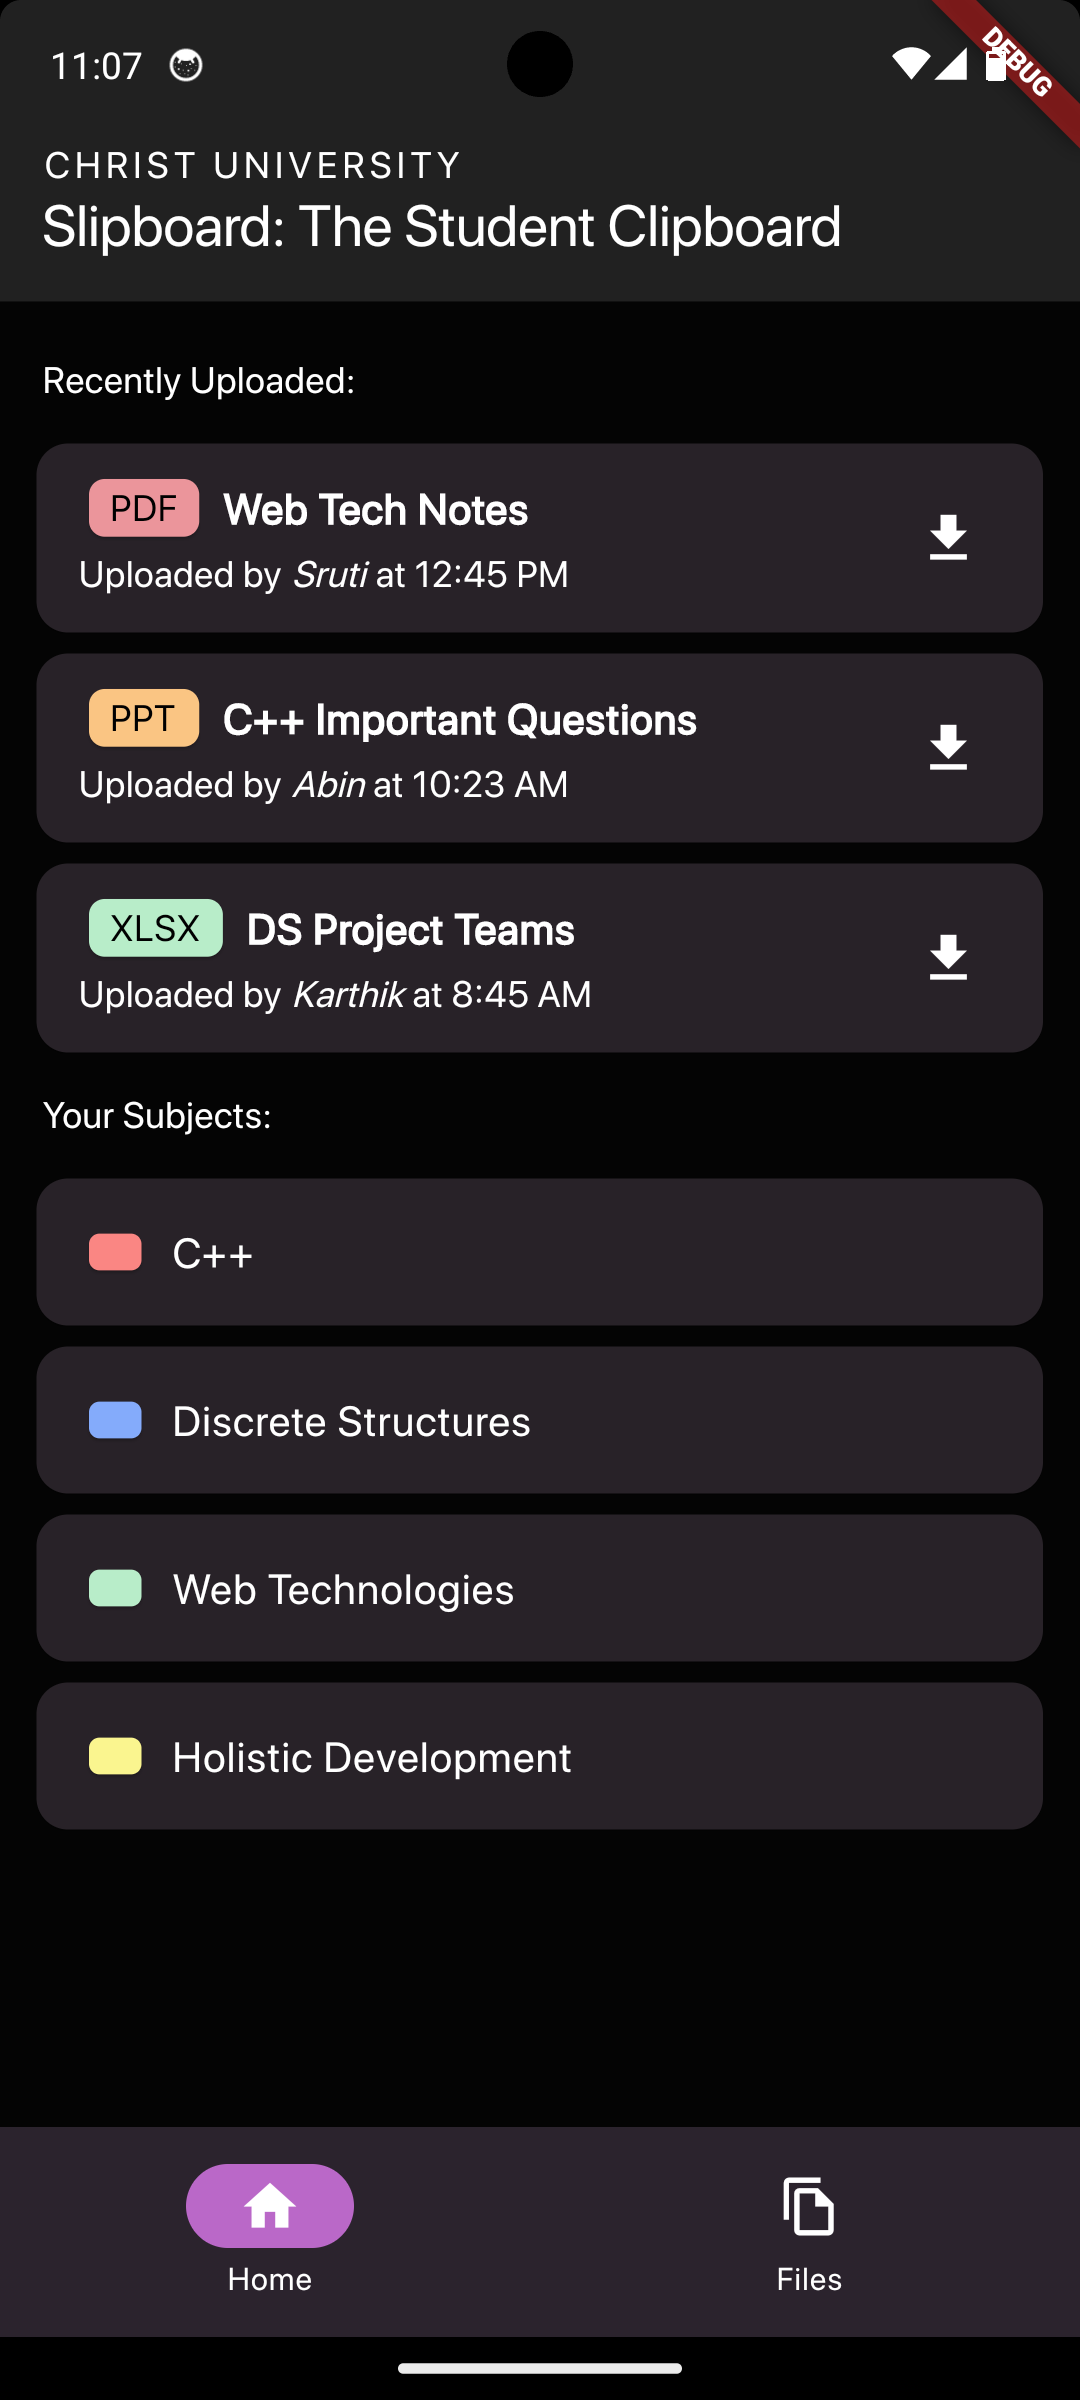 11:07
DEBUG
CHRIST UNIVERSITY
Slipboard: The Student Clipboard
Recently Uploaded:
PDF Web Tech Notes
Uploaded by Sruti at 12:45 PM
PPT C++ Important Questions
Uploaded by Abin at 10:23 AM
XLSX DS Project Teams
Uploaded by Karthik at 8:45 AM
Your Subjects:
C++
Discrete Structures
Web Technologies
Holistic Development
Home Files